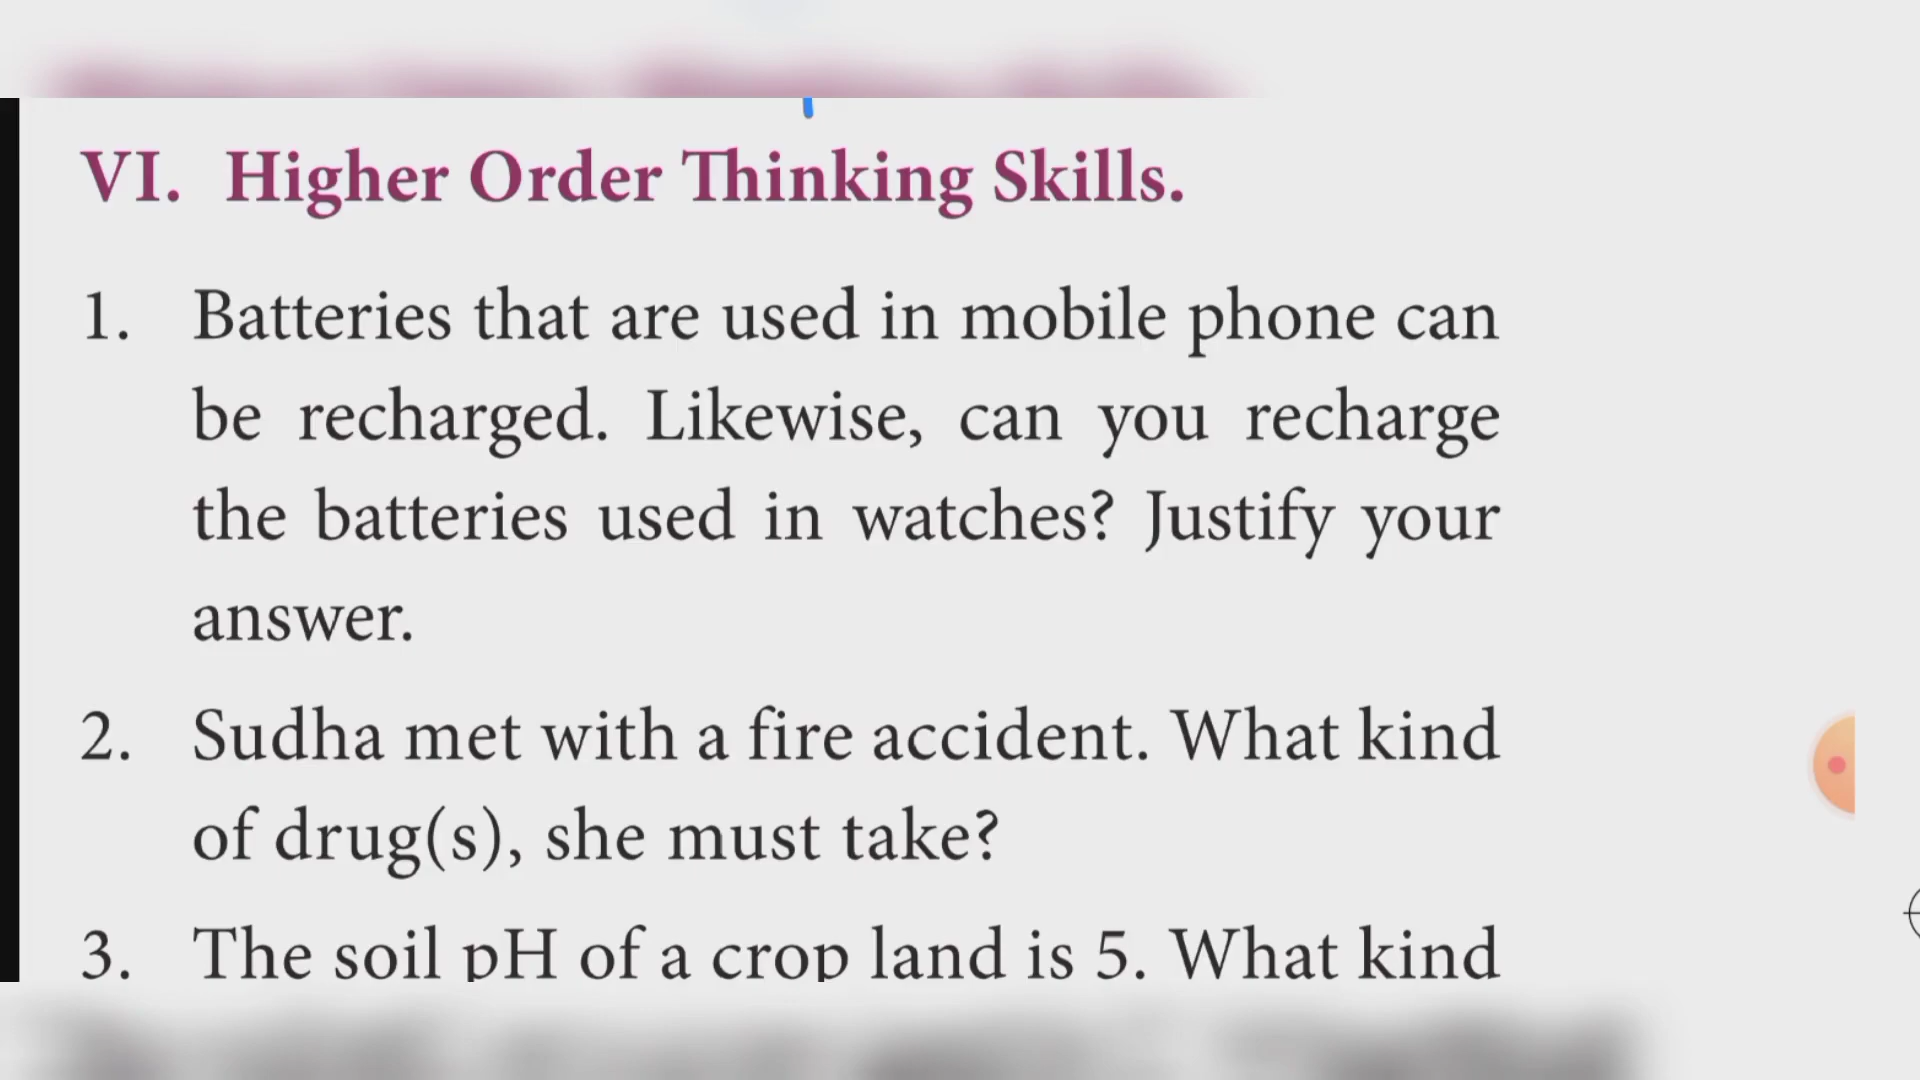 VI. Higher Order Thinking Skills.
1. Batteries that are used in mobile phone can
be recharged. Likewise, can you recharge
the batteries used in watches? Justify your
answer.
2. Sudha met with a fire accident. What kind
of drug(s), she must take?
3. The soil pH of a crop land is 5. What kind